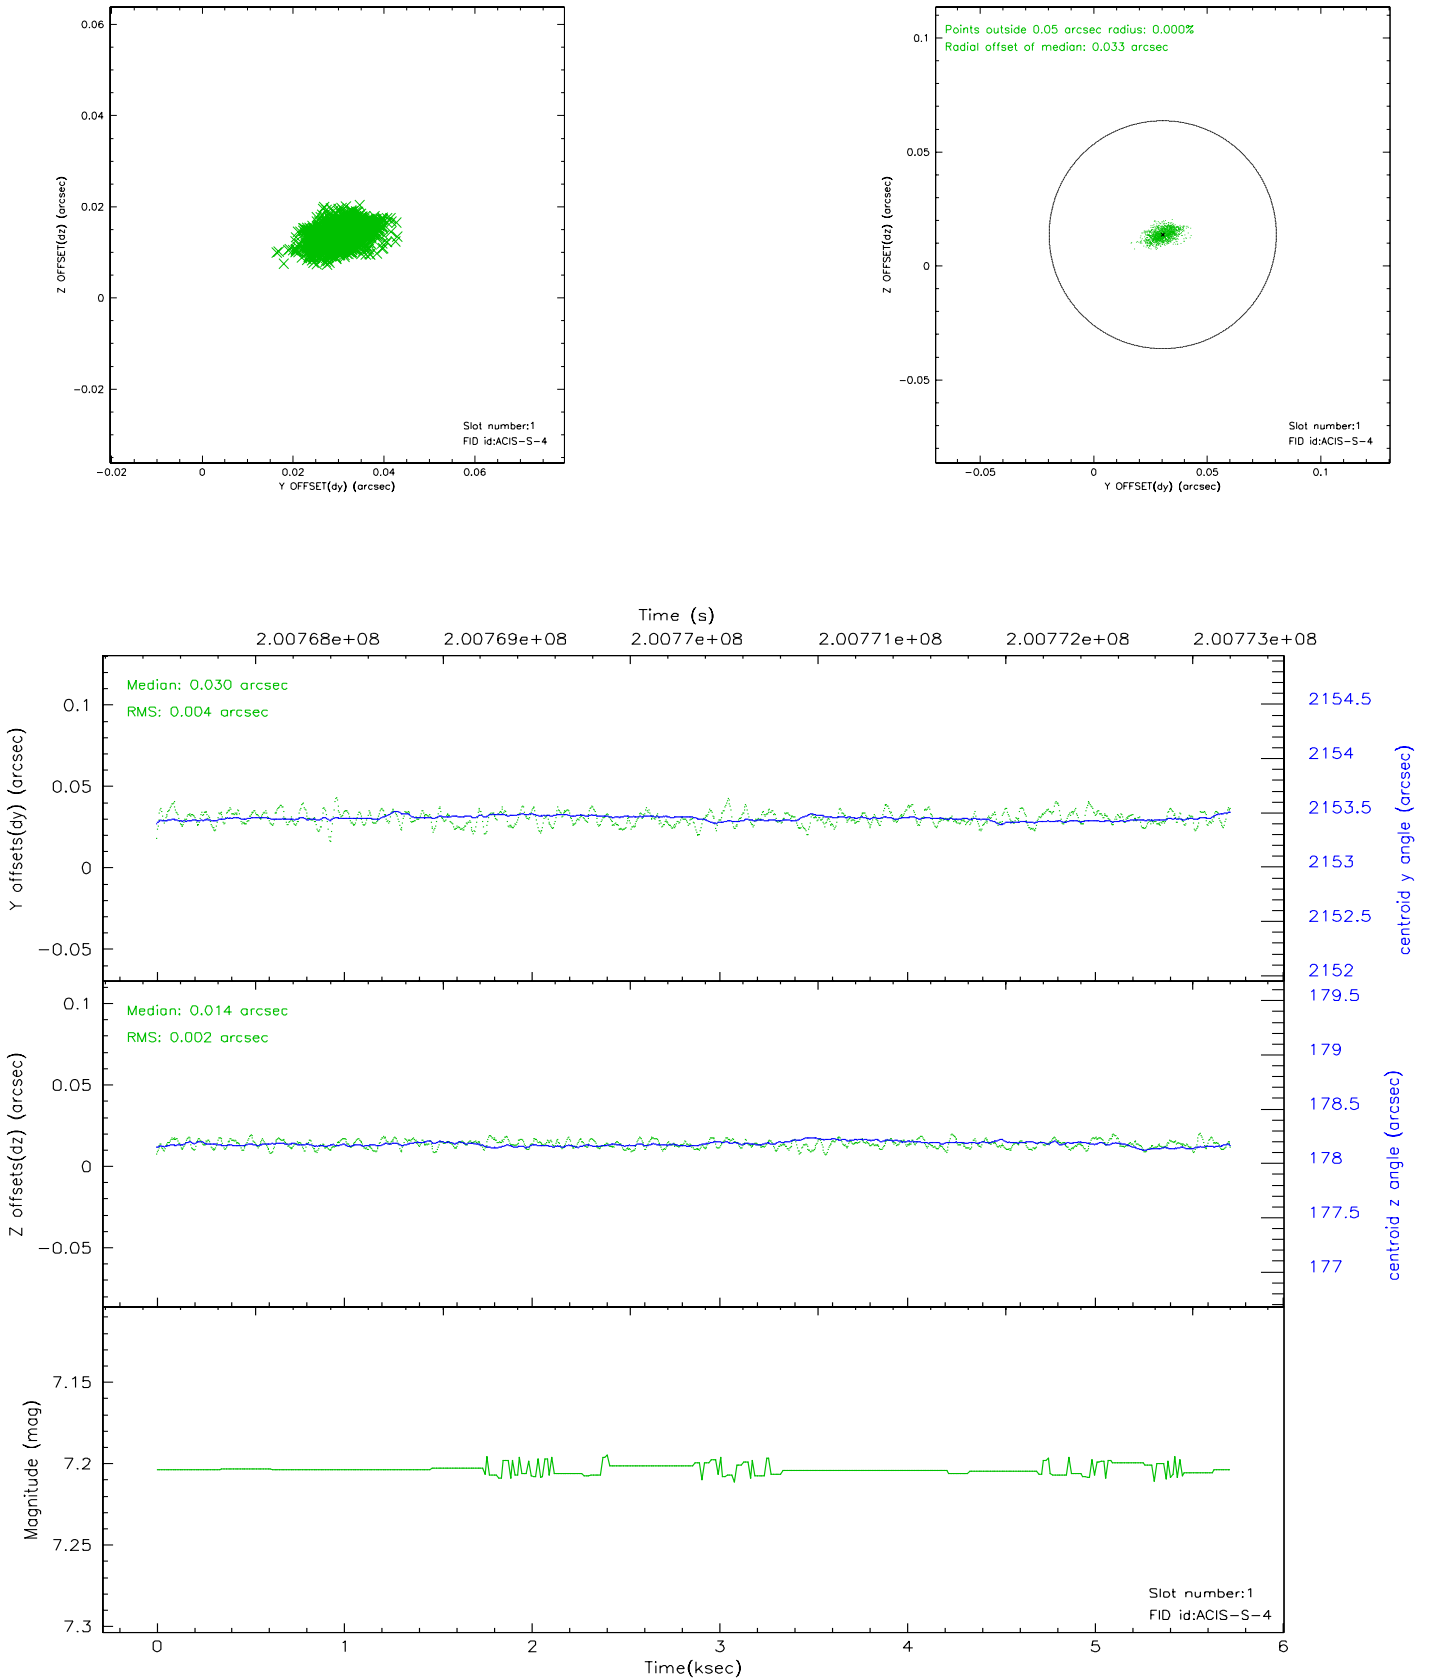 0.06
0.04
0.02
0
−0.02
Z OFFSET(dz) (arcsec)
Slot number:1
FID id:ACIS−S−4
−0.02 0 0.02 0.04 0.06
Y OFFSET(dy) (arcsec)
Points outside 0.05 arcsec radius: 0.000%
Radial offset of median: 0.033 arcsec
0.1
0.05
0
−0.05
Z OFFSET(dz) (arcsec)
Slot number:1
FID id:ACIS−S−4
−0.05 0 0.05 0.1
Y OFFSET(dy) (arcsec)
Time (s)
2.00768e+08 2.00769e+08 2.0077e+08 2.00771e+08 2.00772e+08 2.00773e+08
Median: 0.030 arcsec
RMS: 0.004 arcsec
0.1
0.05
0
−0.05
Y offsets(dy) (arcsec)
2154.5
2154
2153.5
2153
2152.5
2152
centroid y angle (arcsec)
Median: 0.014 arcsec
RMS: 0.002 arcsec
0.1
0.05
0
−0.05
Z offsets(dz) (arcsec)
179.5
179
178.5
178
177.5
177
centroid z angle (arcsec)
7.15
7.2
7.25
7.3
Magnitude (mag)
Slot number:1
FID id:ACIS−S−4
0 1 2 3 4 5 6
Time(ksec)